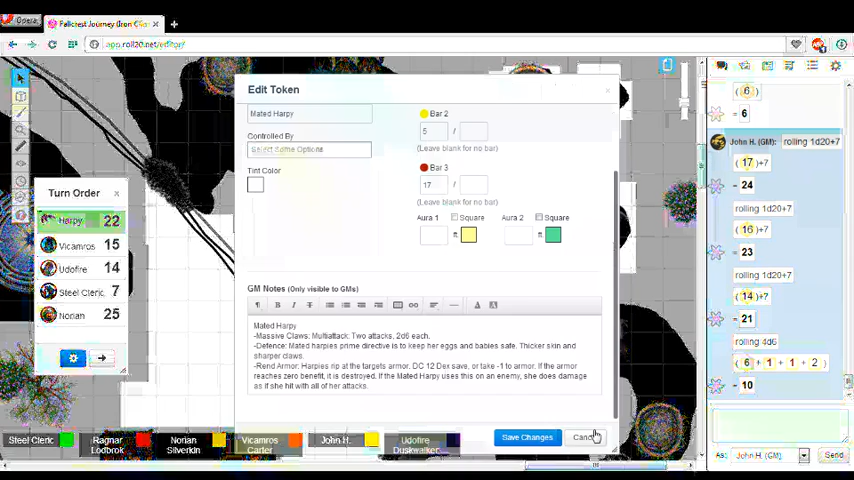 Opera
Fallcrest Journey (Iron C
app.roll20.net/editor/
Edit Token
Mated Harpy
Controlled By
Select Some Options
Tint Color
Bar 2
5 /
(Leave blank for no bar)
Bar 3
17 /
(Leave blank for no bar)
Aura 1 Square Aura 2 Square
ft. ft.
GM Notes (Only visible to GMs)
Mated Harpy
-Massive Claws: Multiattack: Two attacks, 2d6 each.
-Defence: Mated harpies prime directive is to keep her eggs and babies safe. Thicker skin and
sharper claws.
-Rend Armor: Harpies rip at the targets armor, DC 12 Dex save, or take -1 to armor. If the armor
reaches zero benefit, it is destroyed. If the Mated Harpy uses this on an enemy, she does damage
as if she hit with all of her attacks.
Save Changes
Turn Order
Harpy 22
Vicamros 15
Udofire 14
Steel Cleric 7
Norian 25
Steel Cleric
Ragnar
Lodbrok
Norian
Silverkin
Vicamros
Carter
John H.
Udofire
Duskwalker
(6)
= 6
John H. (GM): rolling 1d20+7
(17)+7
= 24
rolling 1d20+7
(16)+7
= 23
rolling 1d20+7
(14)+7
= 21
rolling 4d6
(6+1+1+2)
= 10
As: John H. (GM)
Send